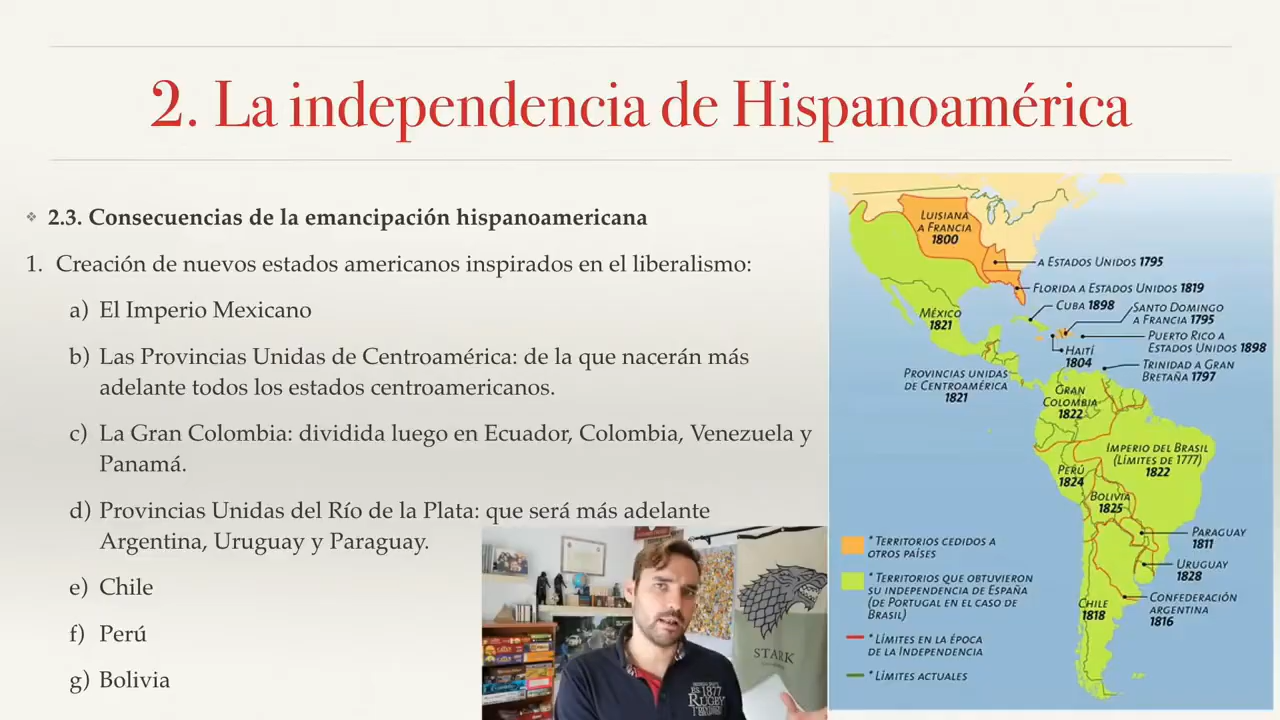 2. La independencia de Hispanoamérica
2.3. Consecuencias de la emancipación hispanoamericana
1. Creación de nuevos estados americanos inspirados en el liberalismo:
a) El Imperio Mexicano
b) Las Provincias Unidas de Centroamérica: de la que nacerán más
adelante todos los estados centroamericanos.
c) La Gran Colombia: dividida luego en Ecuador, Colombia, Venezuela y
Panamá.
d) Provincias Unidas del Río de la Plata: que será más adelante
Argentina, Uruguay y Paraguay.
e) Chile
f) Perú
g) Bolivia
LUISIANA
A FRANCIA
1800
A ESTADOS UNIDOS 1795
FLORIDA A ESTADOS UNIDOS 1819
CUBA 1898
SANTO DOMINGO
A FRANCIA 1795
MÉXICO
1821
PUERTO RICO A
ESTADOS UNIDOS 1898
HAITÍ
1804
TRINIDAD A GRAN
BRETAÑA 1797
PROVINCIAS UNIDAS
DE CENTROAMÉRICA
1821
GRAN
COLOMBIA
1822
IMPERIO DEL BRASIL
(LÍMITES DE 1777)
1822
PERÚ
1824
BOLIVIA
1825
PARAGUAY
1811
URUGUAY
1828
CONFEDERACIÓN
ARGENTINA
1816
CHILE
1818
* TERRITORIOS CEDIDOS A
OTROS PAÍSES
* TERRITORIOS QUE OBTUVIERON
SU INDEPENDENCIA DE ESPAÑA
(DE PORTUGAL EN EL CASO DE
BRASIL)
* LÍMITES EN LA ÉPOCA
DE LA INDEPENDENCIA
* LÍMITES ACTUALES
STARK
1877
RUGBY